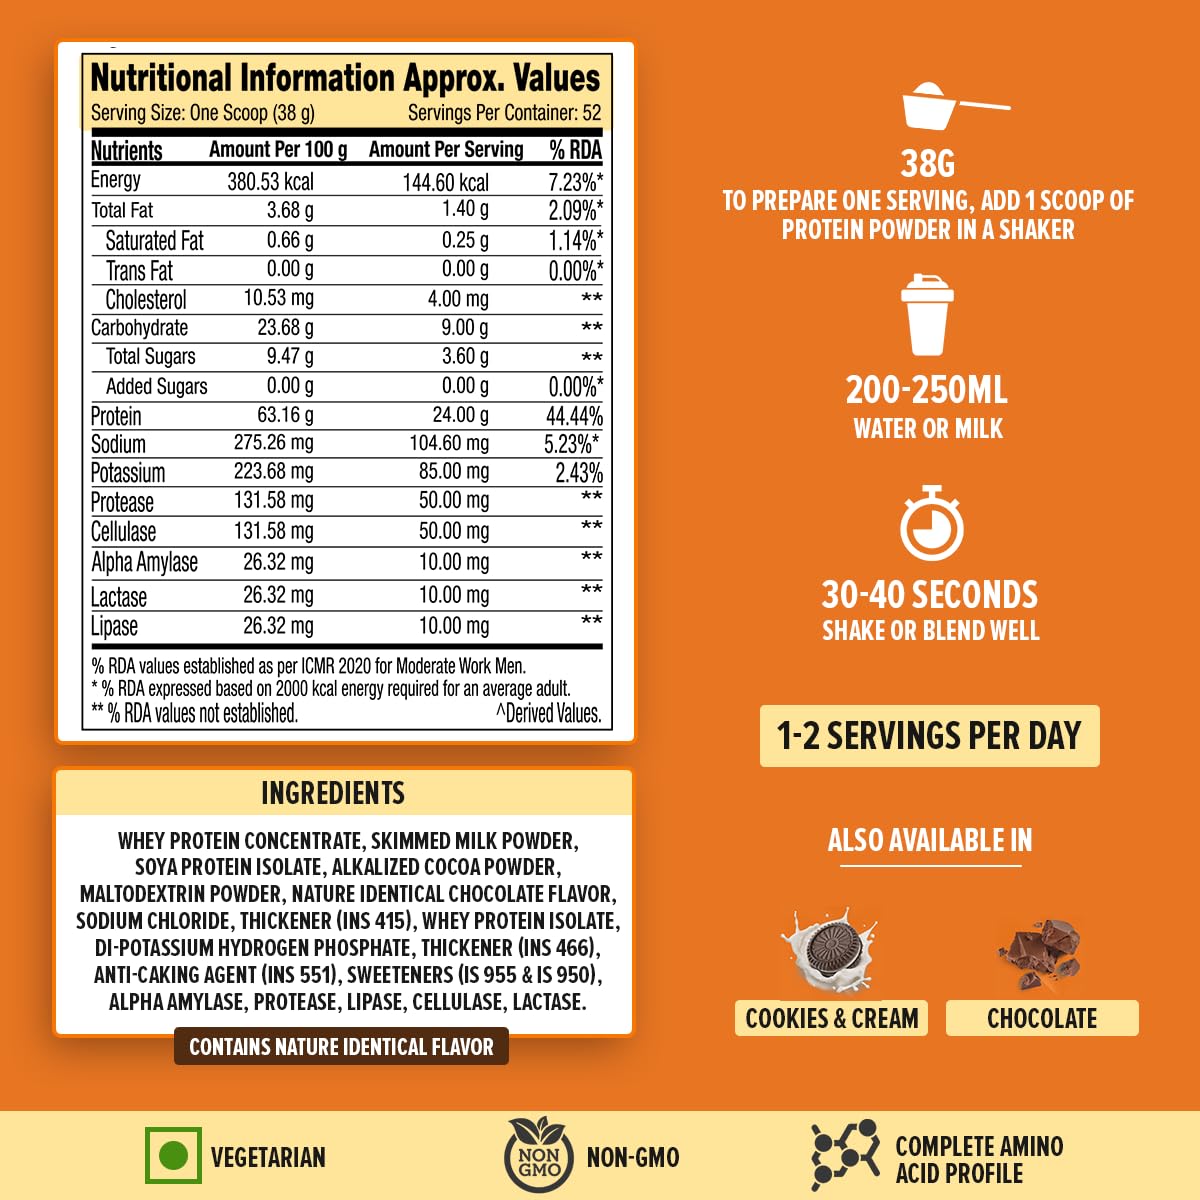 Nutritional Information Approx. Values
Serving Size: One Scoop (38 g) Servings Per Container: 52
Nutrients Amount Per 100 g Amount Per Serving % RDA
Energy 380.53 kcal 144.60 kcal 7.23%*
Total Fat 3.68 g 1.40 g 2.09%*
Saturated Fat 0.66 g 0.25 g 1.14%*
Trans Fat 0.00 g 0.00 g 0.00%*
Cholesterol 10.53 mg 4.00 mg **
Carbohydrate 23.68 g 9.00 g **
Total Sugars 9.47 g 3.60 g **
Added Sugars 0.00 g 0.00 g 0.00%*
Protein 63.16 g 24.00 g 44.44%
Sodium 275.26 mg 104.60 mg 5.23%*
Potassium 223.68 mg 85.00 mg 2.43%
Protease 131.58 mg 50.00 mg **
Cellulase 131.58 mg 50.00 mg **
Alpha Amylase 26.32 mg 10.00 mg **
Lactase 26.32 mg 10.00 mg **
Lipase 26.32 mg 10.00 mg **
% RDA values established as per ICMR 2020 for Moderate Work Men.
* % RDA expressed based on 2000 kcal energy required for an average adult.
** % RDA values not established. ^Derived Values.
INGREDIENTS
WHEY PROTEIN CONCENTRATE, SKIMMED MILK POWDER,
SOYA PROTEIN ISOLATE, ALKALIZED COCOA POWDER,
MALTODEXTRIN POWDER, NATURE IDENTICAL CHOCOLATE FLAVOR,
SODIUM CHLORIDE, THICKENER (INS 415), WHEY PROTEIN ISOLATE,
DI-POTASSIUM HYDROGEN PHOSPHATE, THICKENER (INS 466),
ANTI-CAKING AGENT (INS 551), SWEETENERS (IS 955 & IS 950),
ALPHA AMYLASE, PROTEASE, LIPASE, CELLULASE, LACTASE.
CONTAINS NATURE IDENTICAL FLAVOR
38G
TO PREPARE ONE SERVING, ADD 1 SCOOP OF
PROTEIN POWDER IN A SHAKER
200-250ML
WATER OR MILK
30-40 SECONDS
SHAKE OR BLEND WELL
1-2 SERVINGS PER DAY
ALSO AVAILABLE IN
COOKIES & CREAM
CHOCOLATE
VEGETARIAN
NON
GMO
NON-GMO
COMPLETE AMINO
ACID PROFILE